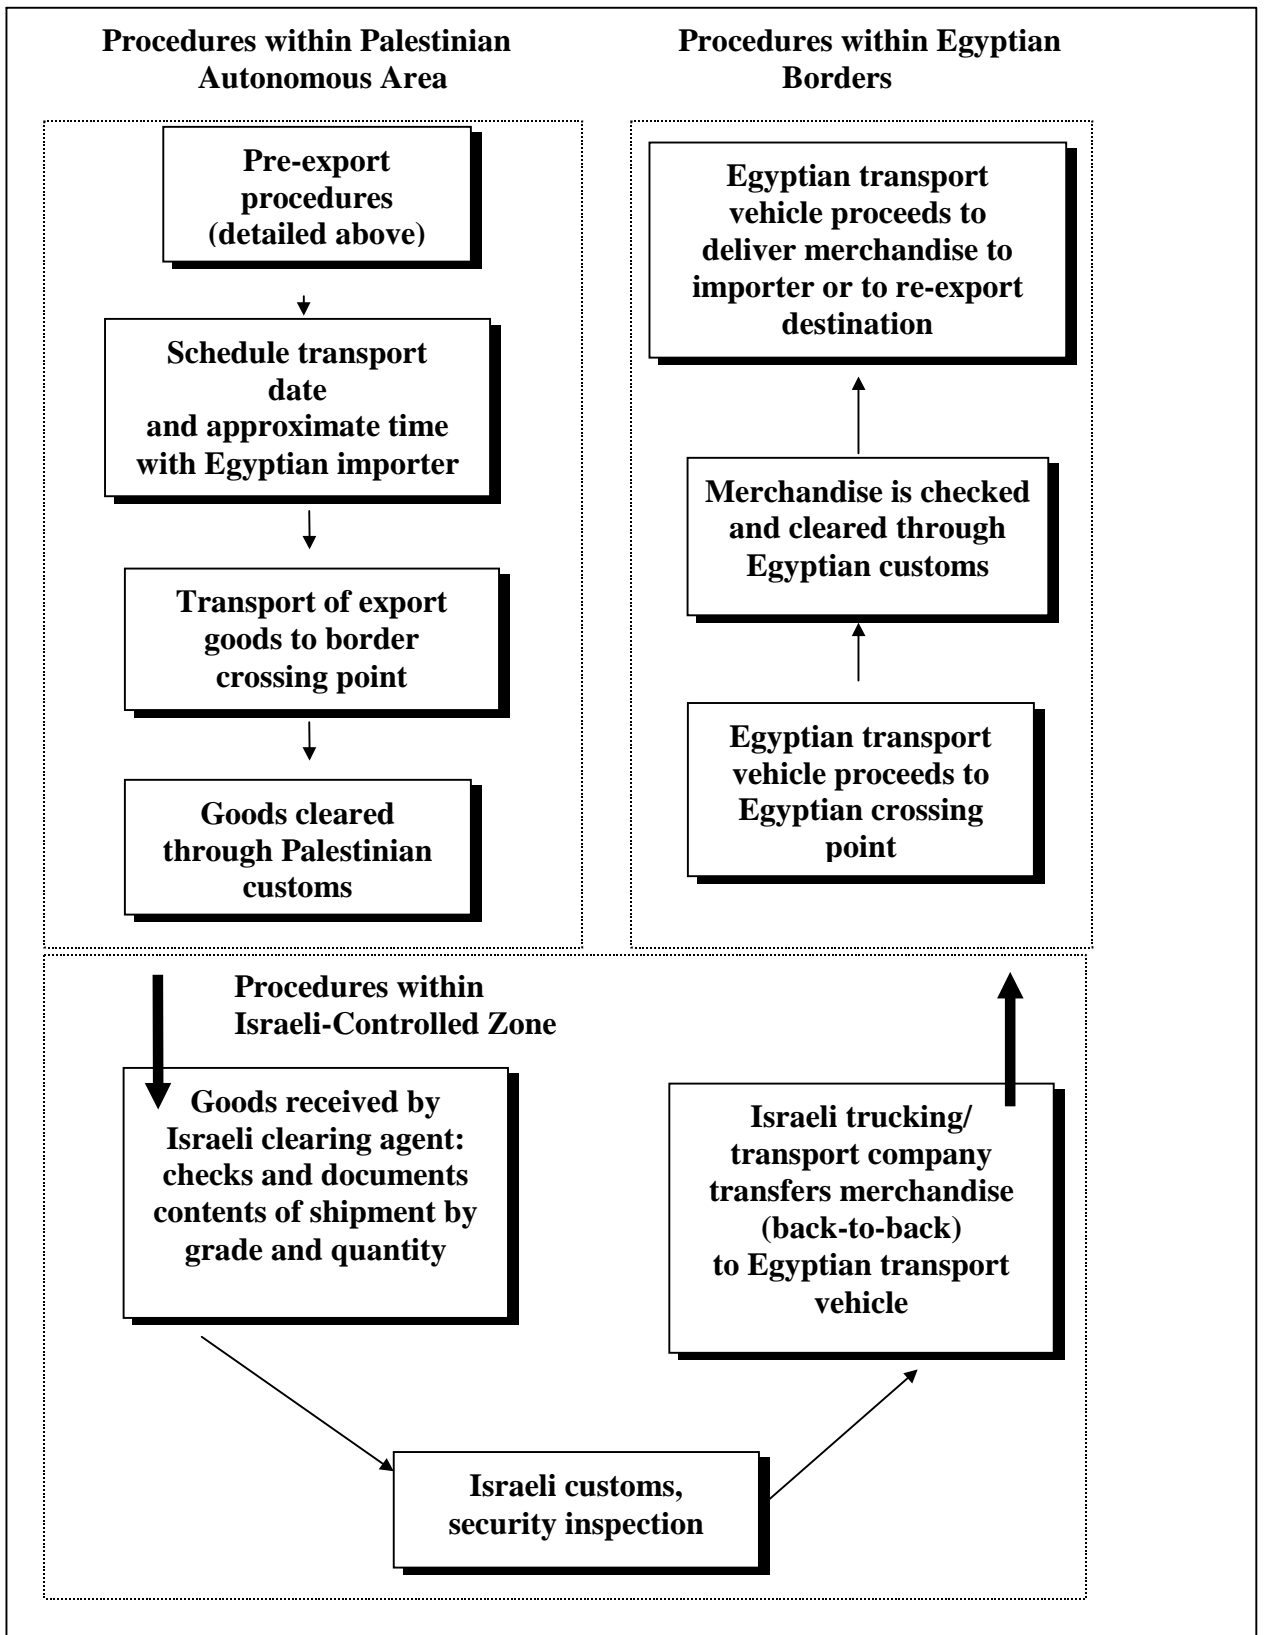 Procedures within Palestinian
Autonomous Area
Pre-export
procedures
(detailed above)
Schedule transport
date
and approximate time
with Egyptian importer
Transport of export
goods to border
crossing point
Goods cleared
through Palestinian
customs
Procedures within Egyptian
Borders
Egyptian transport
vehicle proceeds to
deliver merchandise to
importer or to re-export
destination
Merchandise is checked
and cleared through
Egyptian customs
Egyptian transport
vehicle proceeds to
Egyptian crossing
point
Procedures within
Israeli-Controlled Zone
Goods received by
Israeli clearing agent:
checks and documents
contents of shipment by
grade and quantity
Israeli customs,
security inspection
Israeli trucking/
transport company
transfers merchandise
(back-to-back)
to Egyptian transport
vehicle